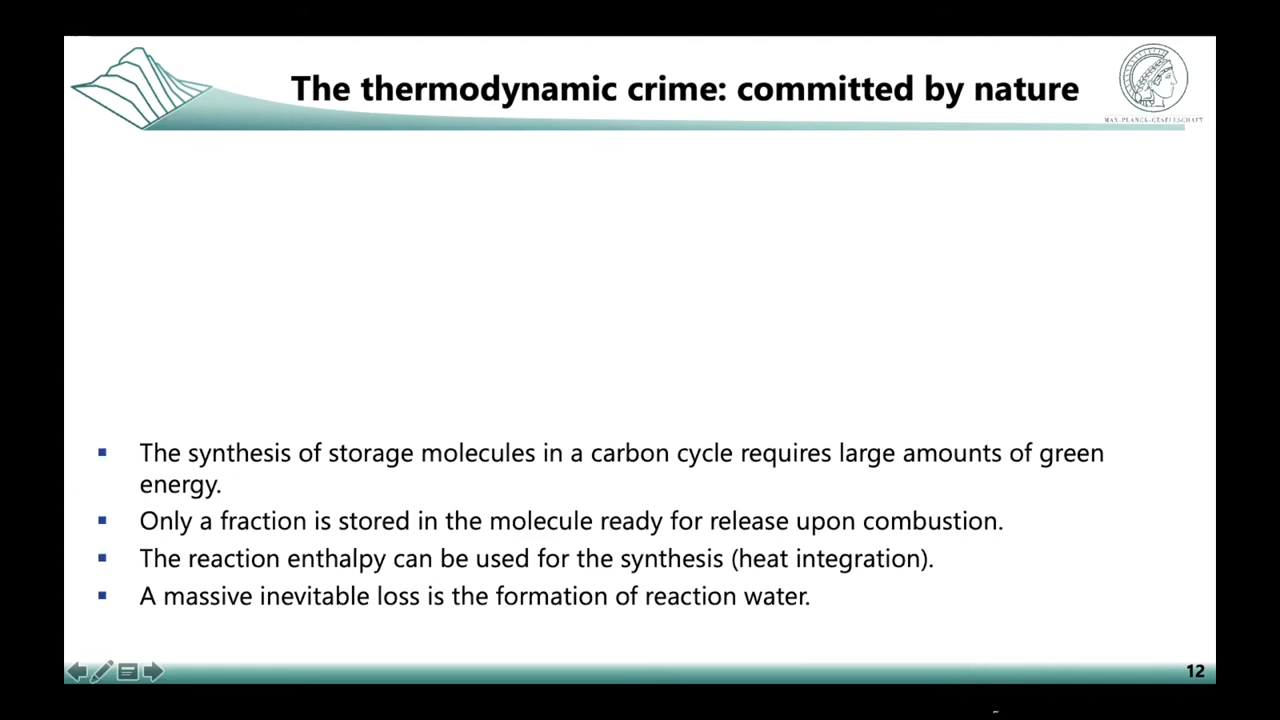 The thermodynamic crime: committed by nature
MAX-PLANCK-GESELLSCHAFT
▪ The synthesis of storage molecules in a carbon cycle requires large amounts of green
energy.
▪ Only a fraction is stored in the molecule ready for release upon combustion.
▪ The reaction enthalpy can be used for the synthesis (heat integration).
▪ A massive inevitable loss is the formation of reaction water.
12